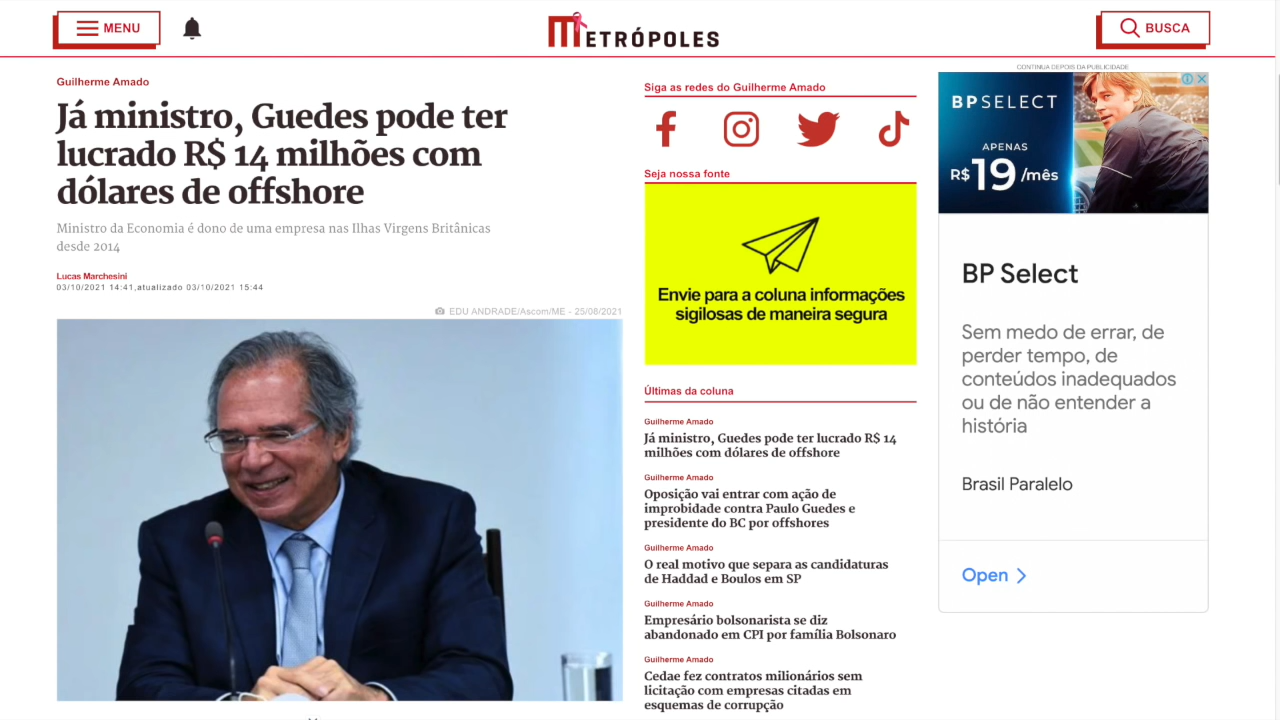 MENU
METRÓPOLES
BUSCA
Guilherme Amado
Já ministro, Guedes pode ter
lucrado R$ 14 milhões com
dólares de offshore
Ministro da Economia é dono de uma empresa nas Ilhas Virgens Britânicas
desde 2014
Lucas Marchesini
03/10/2021 14:41,atualizado 03/10/2021 15:44
EDU ANDRADE/Ascom/ME - 25/08/2021
Siga as redes do Guilherme Amado
Seja nossa fonte
Envie para a coluna informações
sigilosas de maneira segura
Últimas da coluna
Guilherme Amado
Já ministro, Guedes pode ter lucrado R$ 14
milhões com dólares de offshore
Guilherme Amado
Oposição vai entrar com ação de
improbidade contra Paulo Guedes e
presidente do BC por offshores
Guilherme Amado
O real motivo que separa as candidaturas
de Haddad e Boulos em SP
Guilherme Amado
Empresário bolsonarista se diz
abandonado em CPI por família Bolsonaro
Guilherme Amado
Cedae fez contratos milionários sem
licitação com empresas citadas em
esquemas de corrupção
CONTINUA DEPOIS DA PUBLICIDADE
BPSELECT
APENAS
R$19/mês
BP Select
Sem medo de errar, de
perder tempo, de
conteúdos inadequados
ou de não entender a
história
Brasil Paralelo
Open